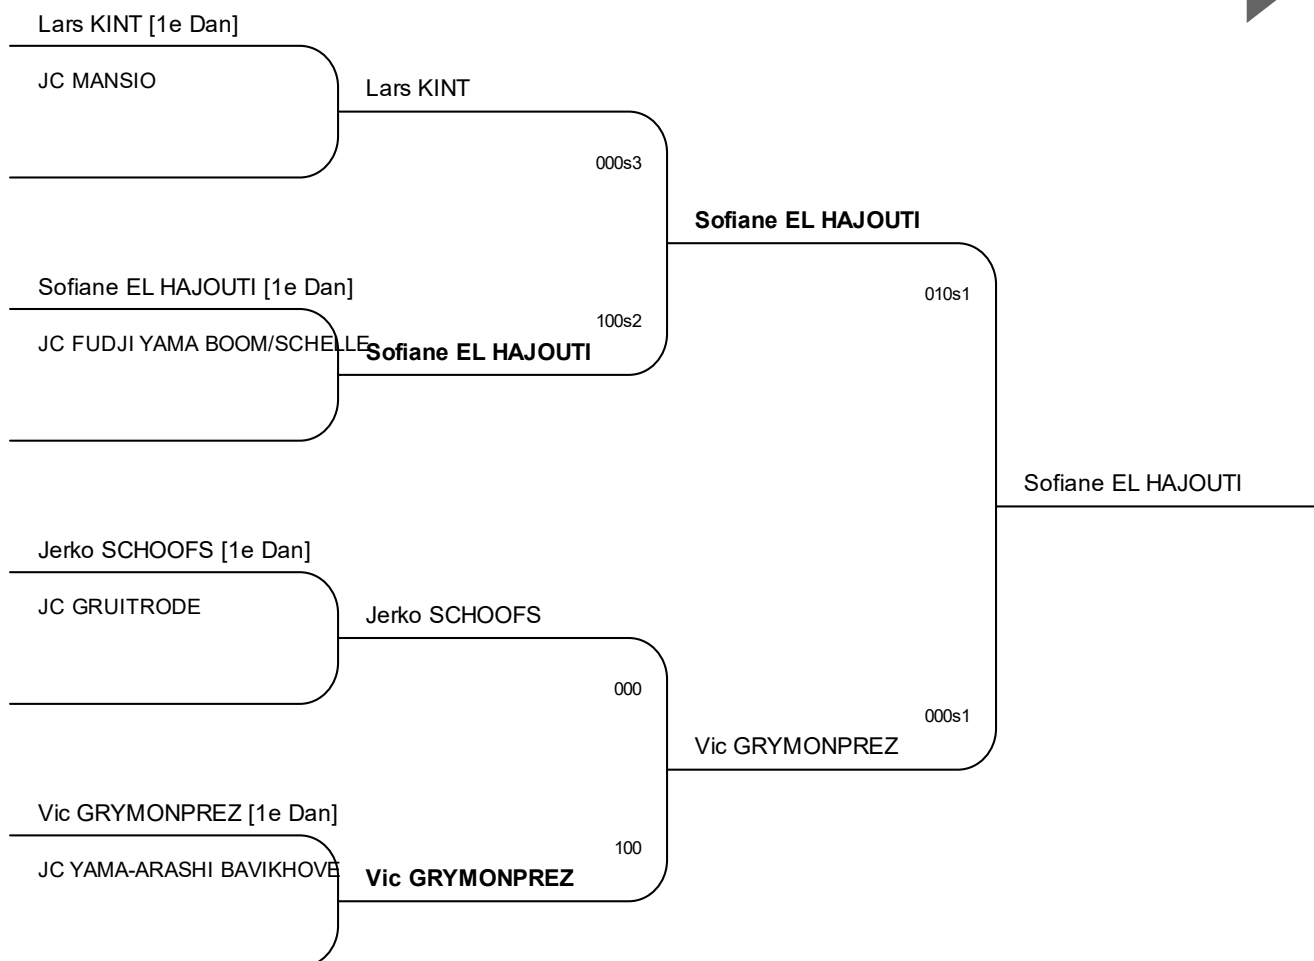 Lars KINT [1e Dan]
JC MANSIO
Lars KINT
000s3
Sofiane EL HAJOUTI
Sofiane EL HAJOUTI [1e Dan]
010s1
100s2
JC FUDJI YAMA BOOM/SCHELLE
Sofiane EL HAJOUTI
Sofiane EL HAJOUTI
Jerko SCHOOFS [1e Dan]
JC GRUITRODE
Jerko SCHOOFS
000
000s1
Vic GRYMONPREZ
Vic GRYMONPREZ [1e Dan]
100
JC YAMA-ARASHI BAVIKHOVE
Vic GRYMONPREZ